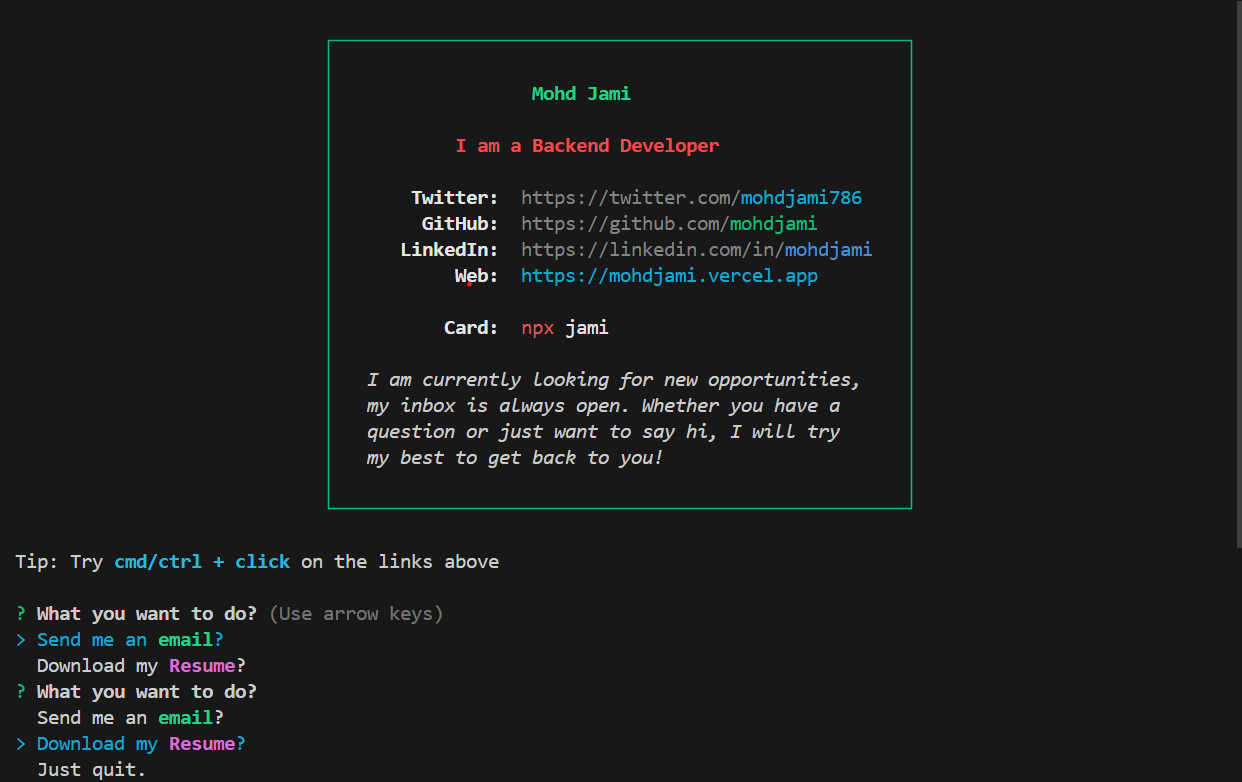 Mohd Jami
I am a Backend Developer
Twitter: https://twitter.com/mohdjami786
GitHub: https://github.com/mohdjami
LinkedIn: https://linkedin.com/in/mohdjami
Web: https://mohdjami.vercel.app
Card: npx jami
I am currently looking for new opportunities,
my inbox is always open. Whether you have a
question or just want to say hi, I will try
my best to get back to you!
Tip: Try cmd/ctrl + click on the links above
? What you want to do? (Use arrow keys)
> Send me an email?
Download my Resume?
? What you want to do?
Send me an email?
> Download my Resume?
Just quit.